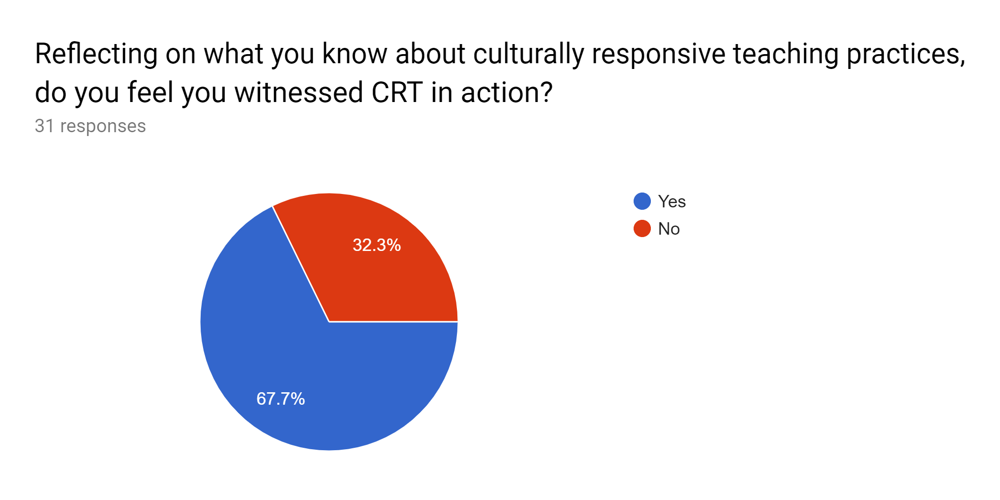 Reflecting on what you know about culturally responsive teaching practices,
do you feel you witnessed CRT in action?
31 responses
Yes
No
32.3%
67.7%